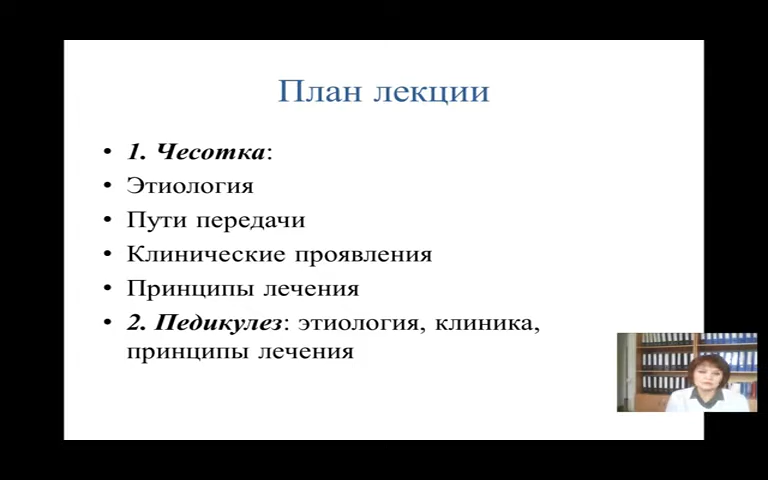 План лекции
• 1. Чесотка:
• Этиология
• Пути передачи
• Клинические проявления
• Принципы лечения
• 2. Педикулез: этиология, клиника,
принципы лечения